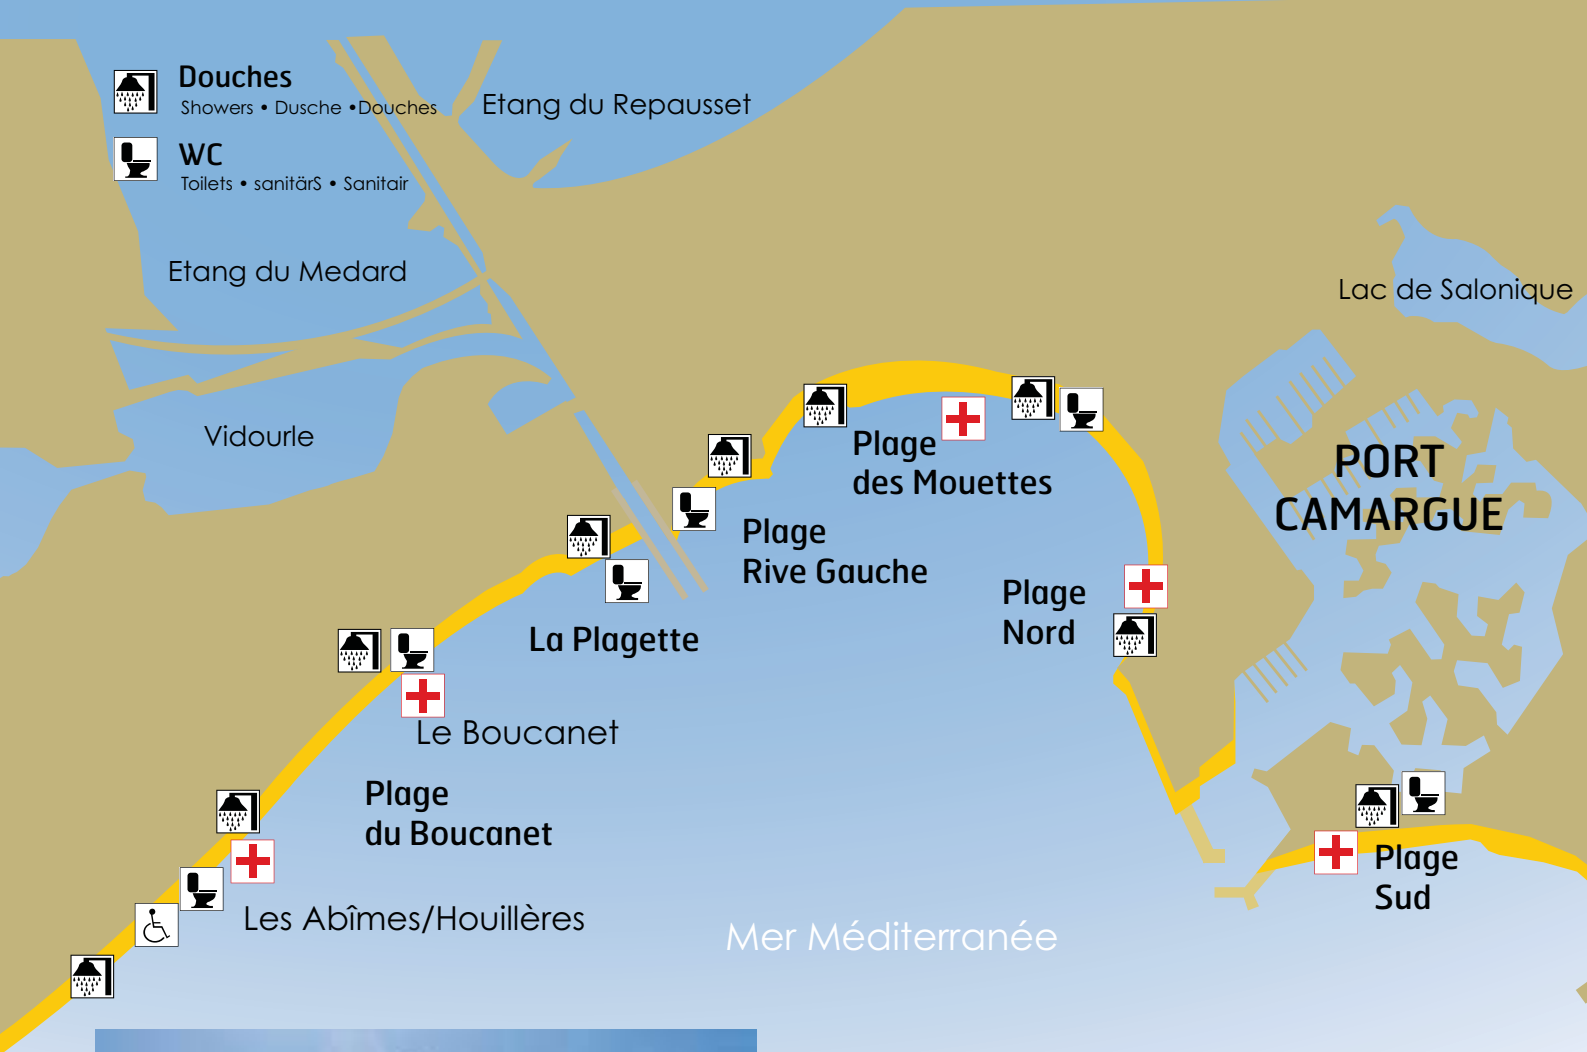 Douches
Showers • Dusche •Douches
WC
Toilets • sanitärS • Sanitair
Etang du Repausset
Etang du Medard
Lac de Salonique
Vidourle
PORT
CAMARGUE
Plage
des Mouettes
Plage
Rive Gauche
Plage
Nord
La Plagette
Le Boucanet
Plage
du Boucanet
Plage
Sud
Les Abîmes/Houillères
Mer Méditerranée